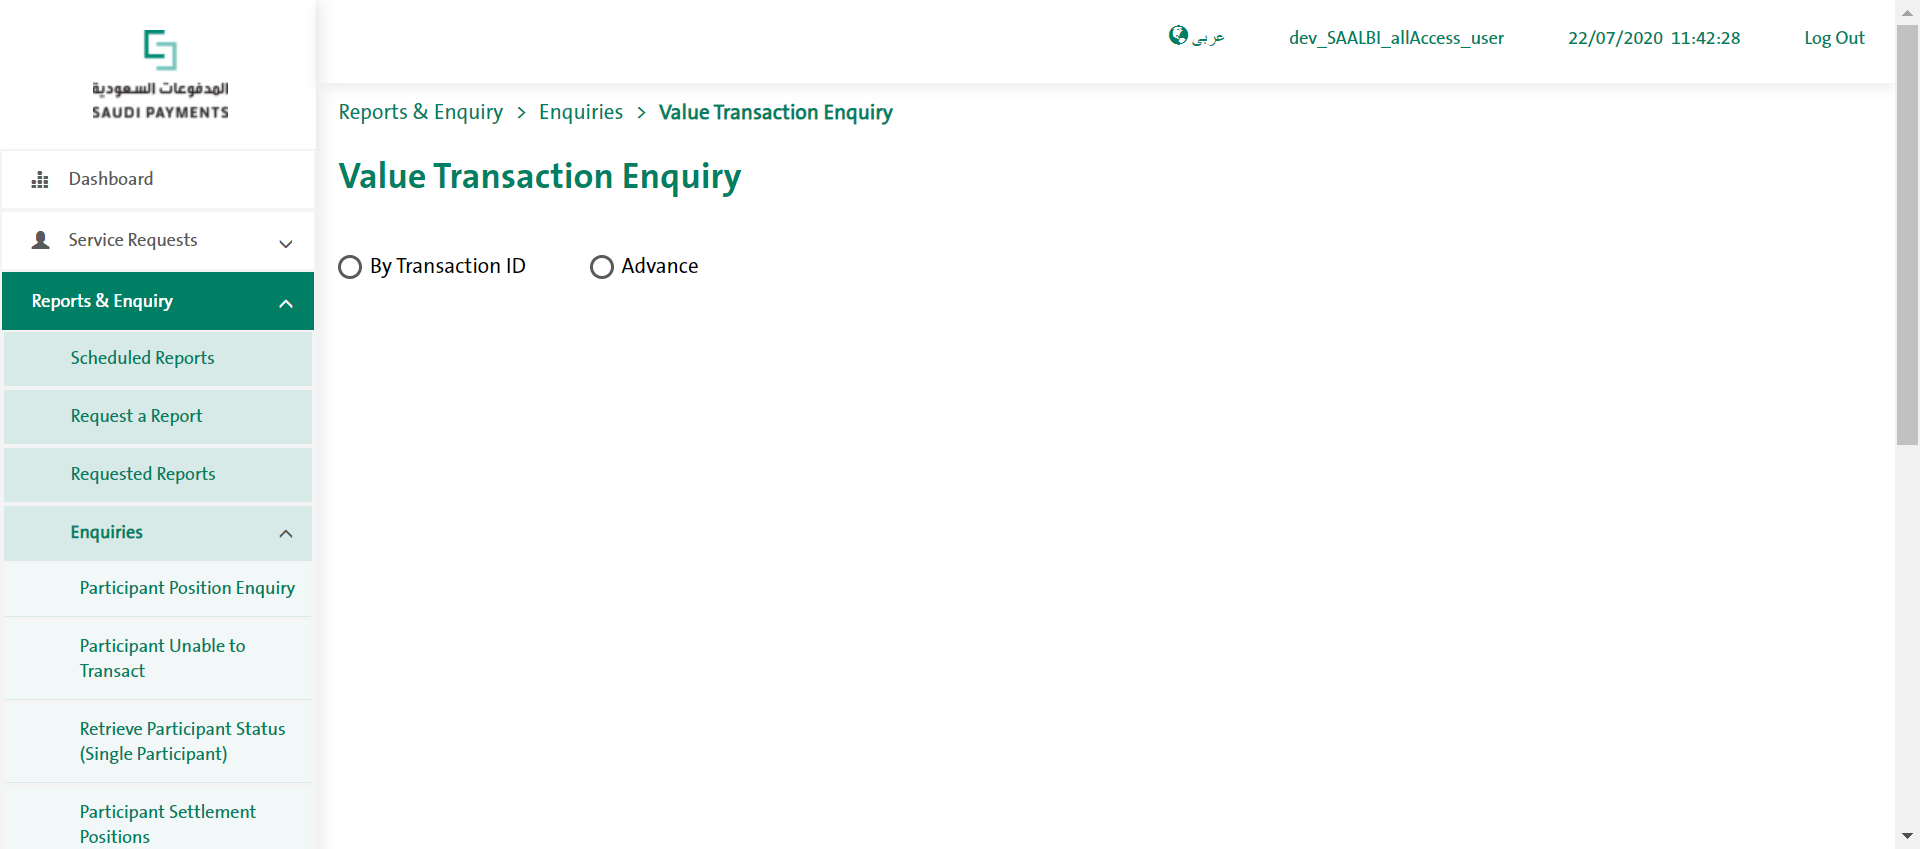 المدفوعات السعودية
SAUDI PAYMENTS
عربى
dev_SAALBI_allAccess_user
22/07/2020 11:42:28
Log Out
Reports & Enquiry > Enquiries > Value Transaction Enquiry
Value Transaction Enquiry
By Transaction ID
Advance
Dashboard
Service Requests
Reports & Enquiry
Scheduled Reports
Request a Report
Requested Reports
Enquiries
Participant Position Enquiry
Participant Unable to
Transact
Retrieve Participant Status
(Single Participant)
Participant Settlement
Positions